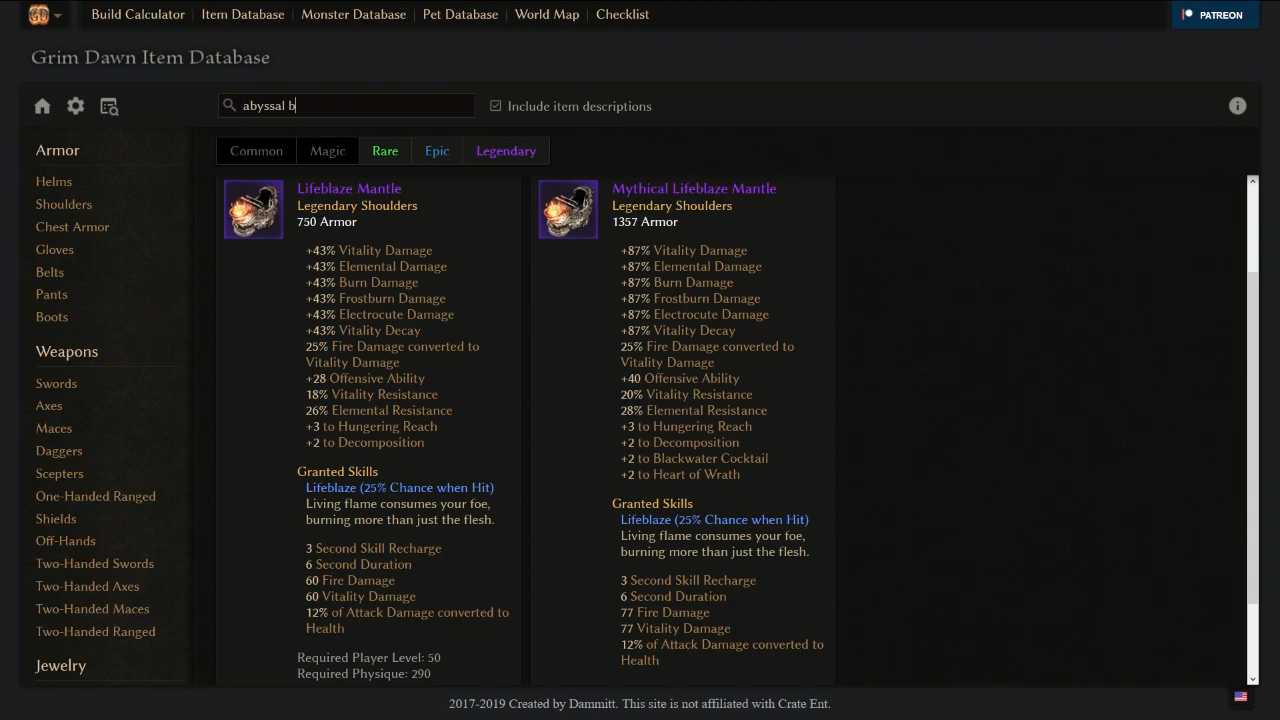 Build Calculator
Item Database
Monster Database
Pet Database
World Map
Checklist
PATREON
Grim Dawn Item Database
abyssal b
Include item descriptions
Common
Magic
Rare
Epic
Legendary
Armor
Helms
Shoulders
Chest Armor
Gloves
Belts
Pants
Boots
Weapons
Swords
Axes
Maces
Daggers
Scepters
One-Handed Ranged
Shields
Off-Hands
Two-Handed Swords
Two-Handed Axes
Two-Handed Maces
Two-Handed Ranged
Jewelry
Lifeblaze Mantle
Legendary Shoulders
750 Armor
+43% Vitality Damage
+43% Elemental Damage
+43% Burn Damage
+43% Frostburn Damage
+43% Electrocute Damage
+43% Vitality Decay
25% Fire Damage converted to
Vitality Damage
+28 Offensive Ability
18% Vitality Resistance
26% Elemental Resistance
+3 to Hungering Reach
+2 to Decomposition
Granted Skills
Lifeblaze (25% Chance when Hit)
Living flame consumes your foe,
burning more than just the flesh.
3 Second Skill Recharge
6 Second Duration
60 Fire Damage
60 Vitality Damage
12% of Attack Damage converted to
Health
Required Player Level: 50
Required Physique: 290
Mythical Lifeblaze Mantle
Legendary Shoulders
1357 Armor
+87% Vitality Damage
+87% Elemental Damage
+87% Burn Damage
+87% Frostburn Damage
+87% Electrocute Damage
+87% Vitality Decay
25% Fire Damage converted to
Vitality Damage
+40 Offensive Ability
20% Vitality Resistance
28% Elemental Resistance
+3 to Hungering Reach
+2 to Decomposition
+2 to Blackwater Cocktail
+2 to Heart of Wrath
Granted Skills
Lifeblaze (25% Chance when Hit)
Living flame consumes your foe,
burning more than just the flesh.
3 Second Skill Recharge
6 Second Duration
77 Fire Damage
77 Vitality Damage
12% of Attack Damage converted to
Health
2017-2019 Created by Dammitt. This site is not affiliated with Crate Ent.